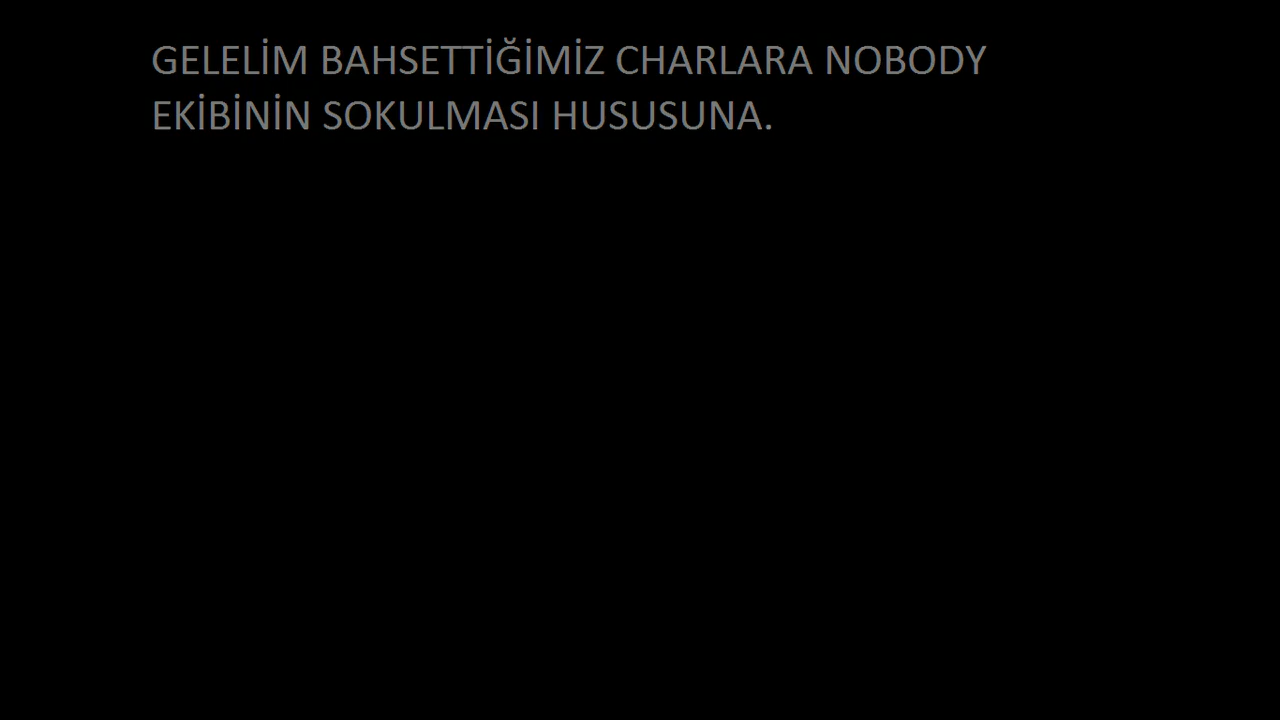 GELELİM BAHSETTİĞİMİZ CHARLARA NOBODY
EKİBİNİN SOKULMASI HUSUSUNA.